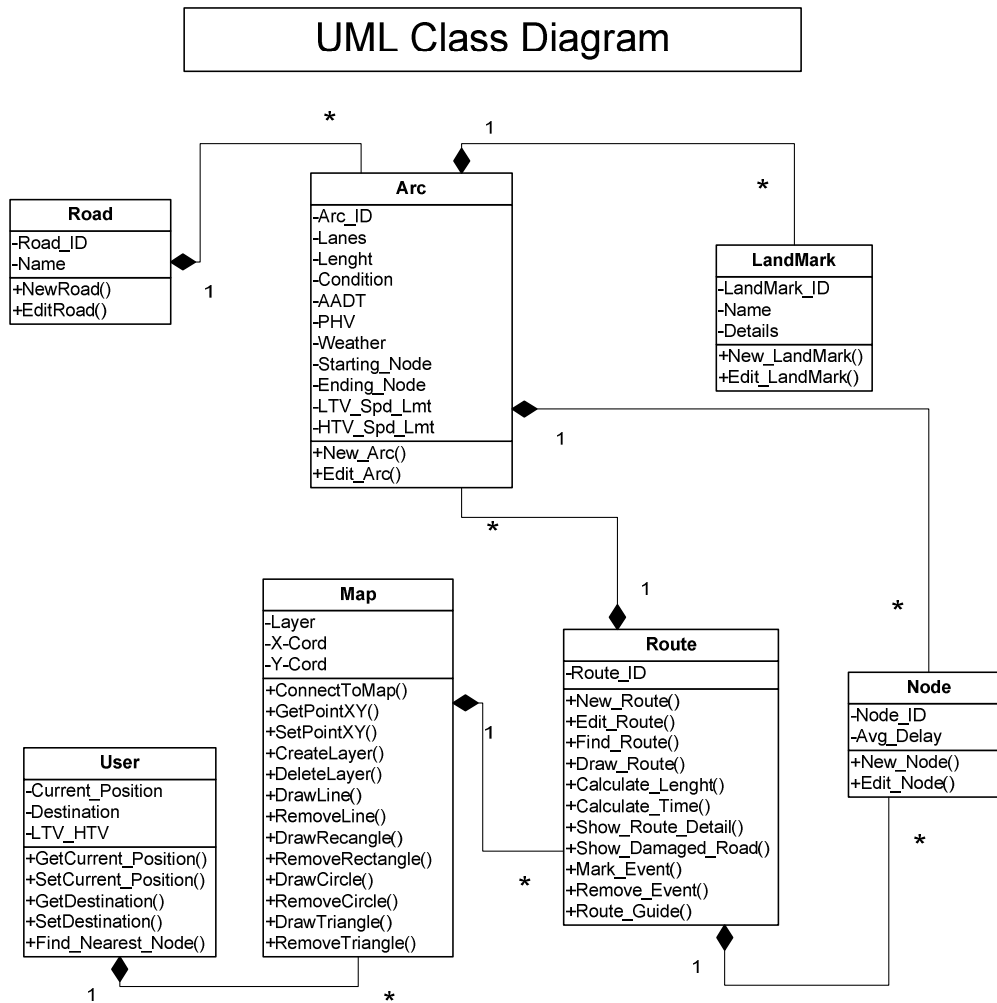 UML Class Diagram
*
1
Arc
-Arc_ID
-Lanes
-Lenght
-Condition
-AADT
-PHV
-Weather
-Starting_Node
-Ending_Node
-LTV_Spd_Lmt
-HTV_Spd_Lmt
+New_Arc()
+Edit_Arc()
*
Road
-Road_ID
-Name
+NewRoad()
+EditRoad()
1
LandMark
-LandMark_ID
-Name
-Details
+New_LandMark()
+Edit_LandMark()
1
*
1
*
Map
-Layer
-X-Cord
-Y-Cord
+ConnectToMap()
+GetPointXY()
+SetPointXY()
+CreateLayer()
+DeleteLayer()
+DrawLine()
+RemoveLine()
+DrawRecangle()
+RemoveRectangle()
+DrawCircle()
+RemoveCircle()
+DrawTriangle()
+RemoveTriangle()
1
*
Route
-Route_ID
+New_Route()
+Edit_Route()
+Find_Route()
+Draw_Route()
+Calculate_Lenght()
+Calculate_Time()
+Show_Route_Detail()
+Show_Damaged_Road()
+Mark_Event()
+Remove_Event()
+Route_Guide()
Node
-Node_ID
-Avg_Delay
+New_Node()
+Edit_Node()
*
1
User
-Current_Position
-Destination
-LTV_HTV
+GetCurrent_Position()
+SetCurrent_Position()
+GetDestination()
+SetDestination()
+Find_Nearest_Node()
1
*